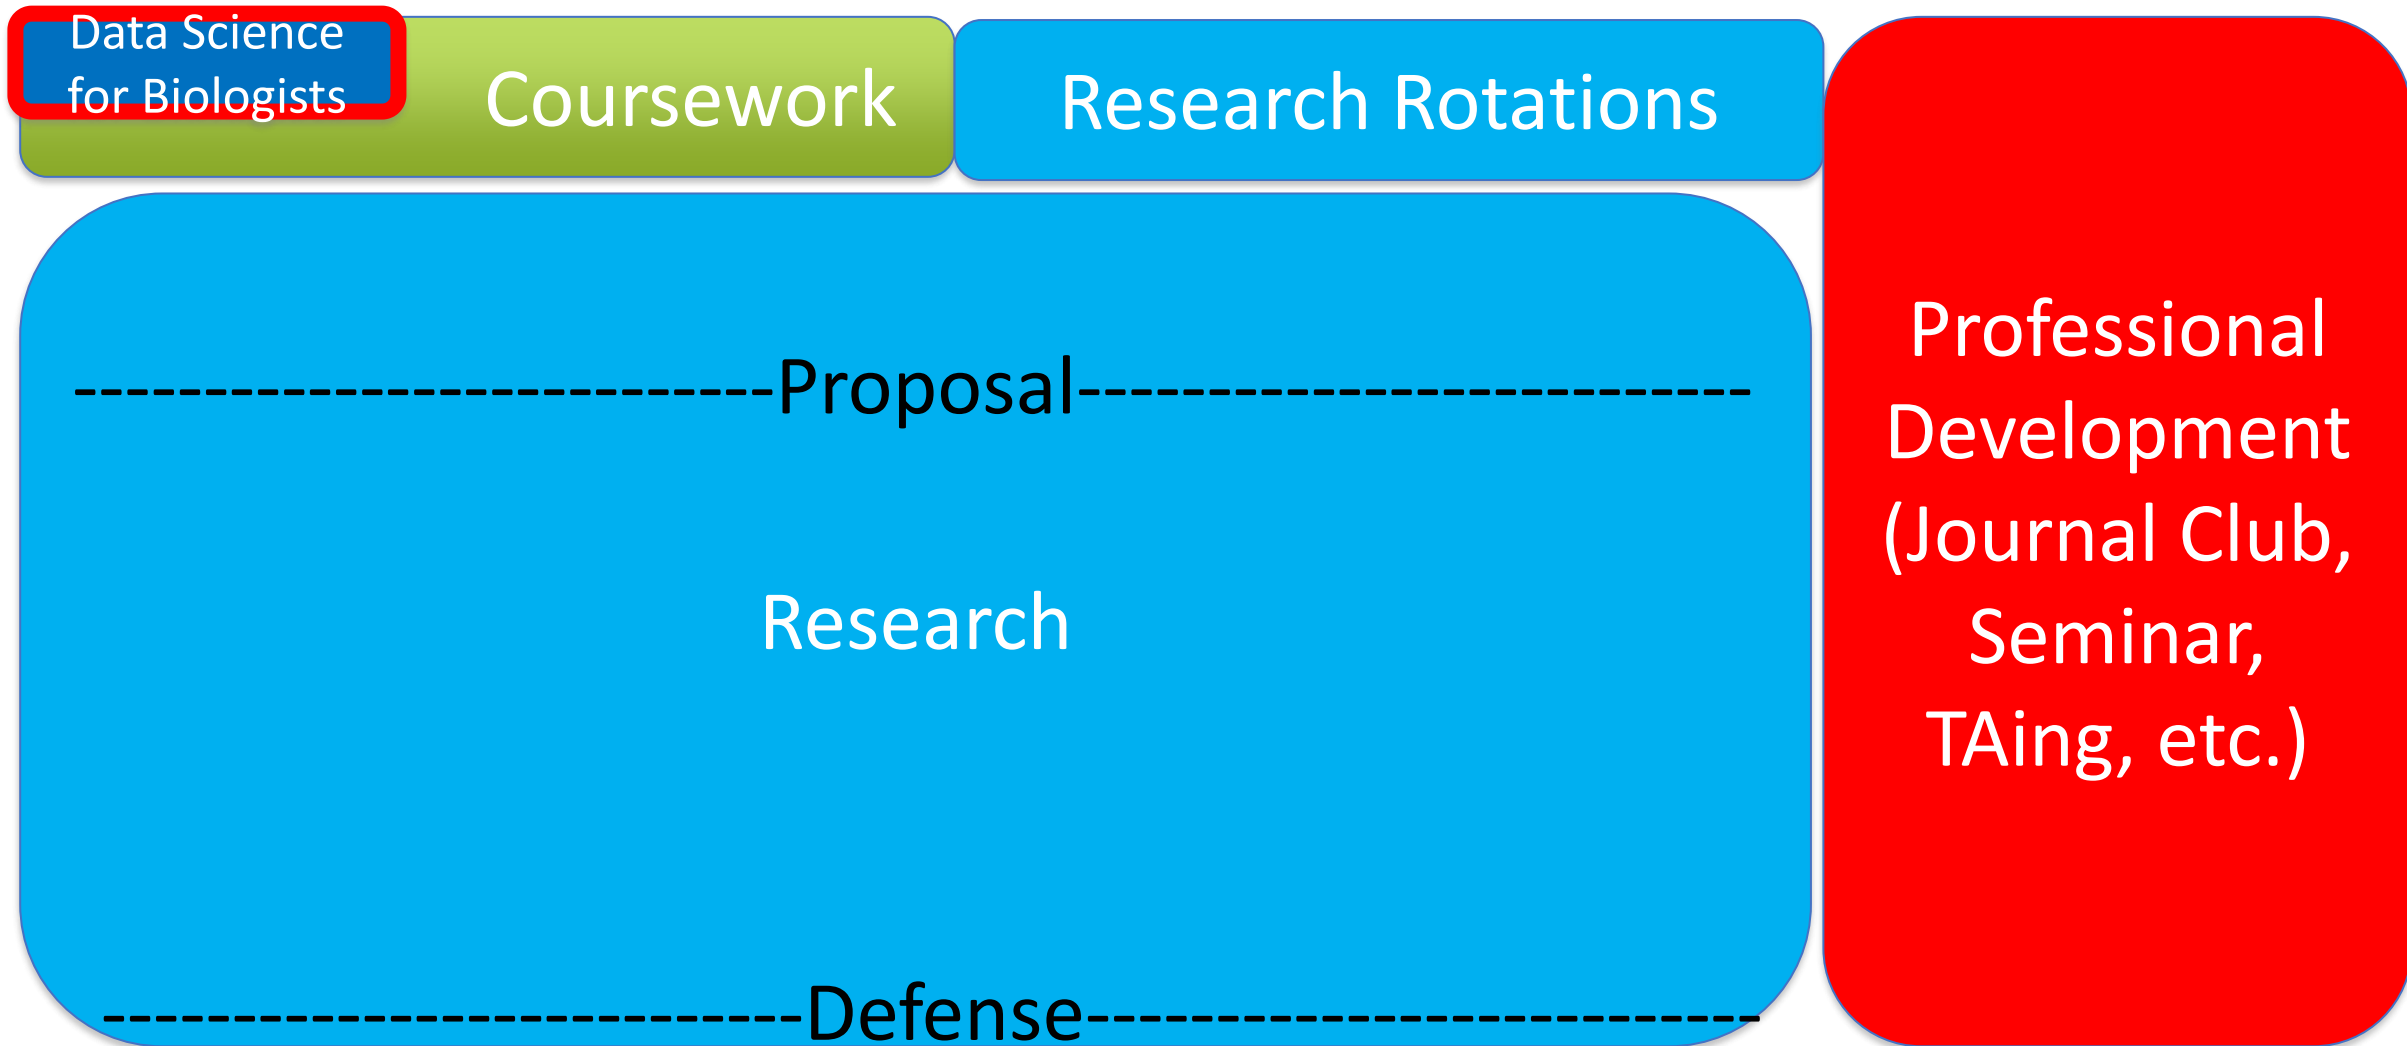 Data Science
for Biologists
Coursework
Research Rotations
---------------------------Proposal--------------------------
Research
---------------------------Defense--------------------------
Professional
Development
(Journal Club,
Seminar,
TAing, etc.)